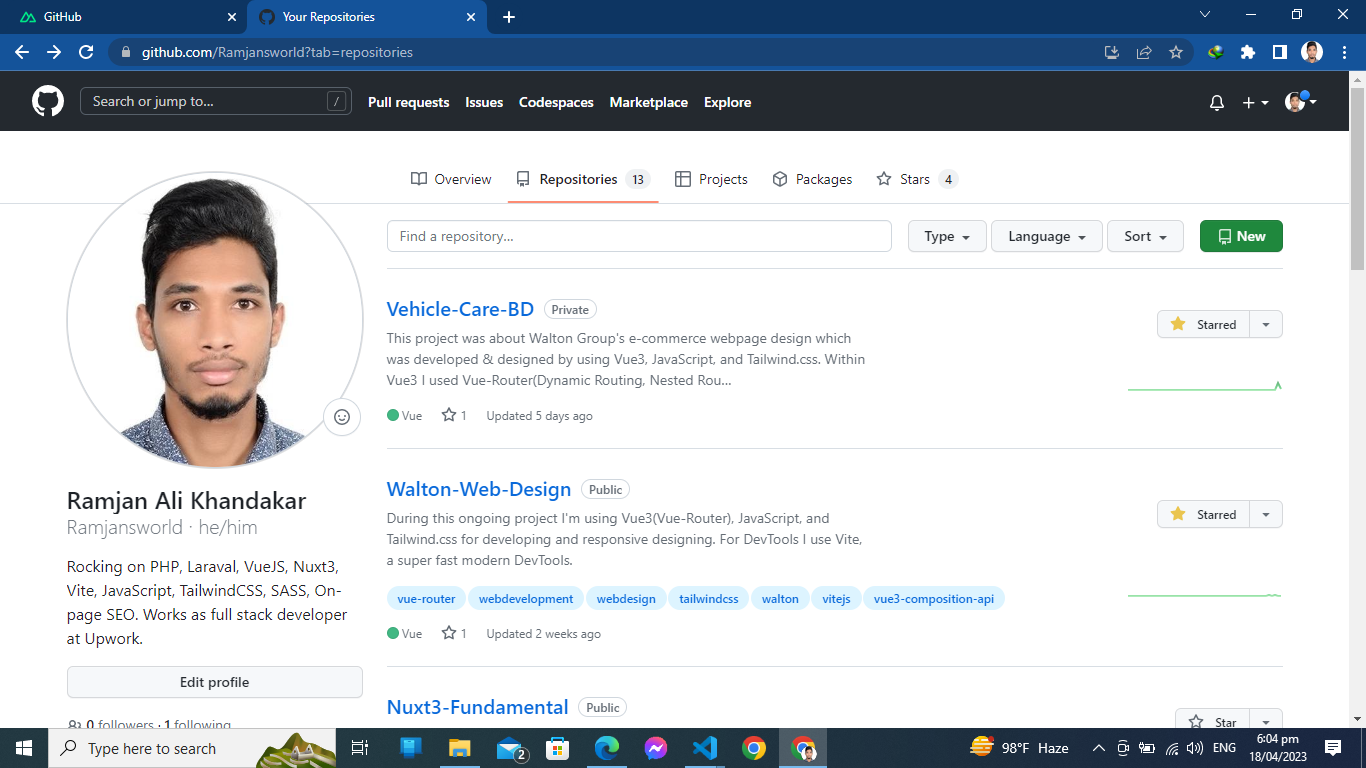 GitHub
Your Repositories
github.com/Ramjansworld?tab=repositories
Search or jump to...
/
Pull requests
Issues
Codespaces
Marketplace
Explore
Overview
Repositories 13
Projects
Packages
Stars 4
Find a repository...
Type
Language
Sort
New
Vehicle-Care-BD Private
Starred
This project was about Walton Group's e-commerce webpage design which
was developed & designed by using Vue3, JavaScript, and Tailwind.css. Within
Vue3 I used Vue-Router(Dynamic Routing, Nested Rou...
Vue 1 Updated 5 days ago
Walton-Web-Design Public
Starred
During this ongoing project I'm using Vue3(Vue-Router), JavaScript, and
Tailwind.css for developing and responsive designing. For DevTools I use Vite,
a super fast modern DevTools.
vue-router webdevelopment webdesign tailwindcss walton vitejs vue3-composition-api
Vue 1 Updated 2 weeks ago
Nuxt3-Fundamental Public
Star
Ramjan Ali Khandakar
Ramjansworld · he/him
Rocking on PHP, Laraval, VueJS, Nuxt3,
Vite, JavaScript, TailwindCSS, SASS, On-
page SEO. Works as full stack developer
at Upwork.
Edit profile
0 followers · 1 following
Type here to search
2
98°F Haze
ENG
6:04 pm
18/04/2023